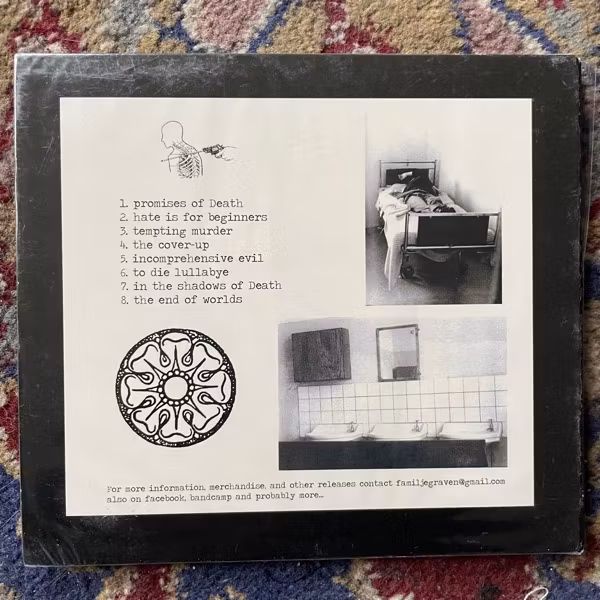 1. promises of Death
2. hate is for beginners
3. tempting murder
4. the cover-up
5. incomprehensive evil
6. to die lullabye
7. in the shadows of Death
8. the end of worlds
For more information, merchandise, and other releases contact familjegraven@gmail.com
also on facebook, bandcamp and probably more...